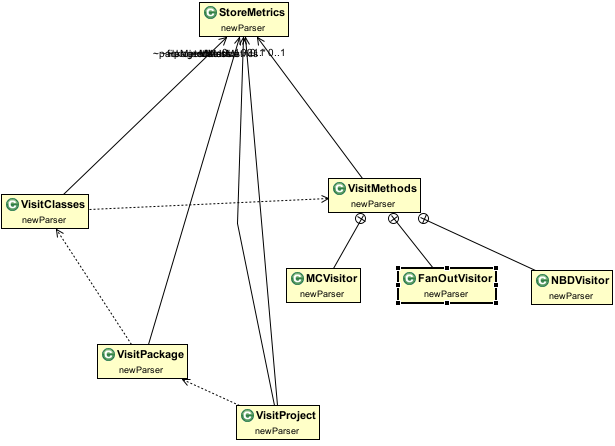 StoreMetrics
newParser
0..1
VisitClasses
newParser
VisitMethods
newParser
MCVisitor
newParser
FanOutVisitor
newParser
NBDVisitor
newParser
VisitPackage
newParser
VisitProject
newParser